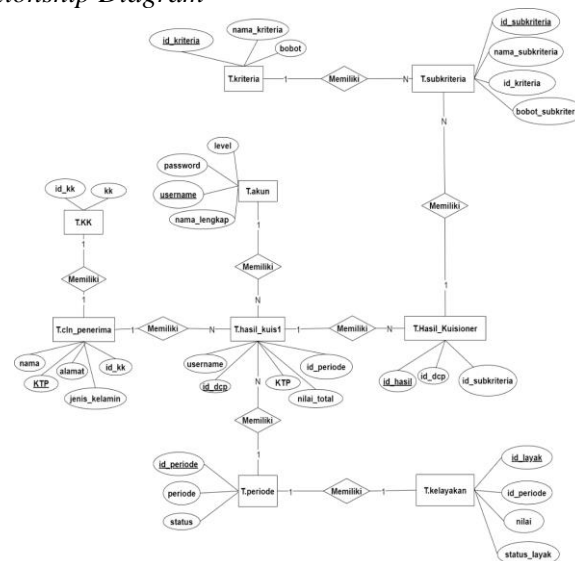 tionship Diagram
id_subkriteria
nama_kriteria
id_kriteria
bobot
nama_subkriteria
T.kriteria
1
Memiliki
N
T.subkriteria
id_kriteria
bobot_subkriter
N
level
password
T.akun
username
nama_lengkap
id_kk
kk
T.KK
1
1
Memiliki
Memiliki
Memiliki
1
N
1
T.cln_penerima
1
Memiliki
N
T.hasil_kuis1
1
Memiliki
N
T.Hasil_Kuisioner
nama
alamat
id_kk
KTP
jenis_kelamin
username
id_periode
id_dcp
KTP
nilai_total
N
id_hasil
id_dcp
id_subkriteria
Memiliki
1
id_periode
periode
status
T.periode
1
Memiliki
1
T.kelayakan
id_layak
id_periode
nilai
status_layak